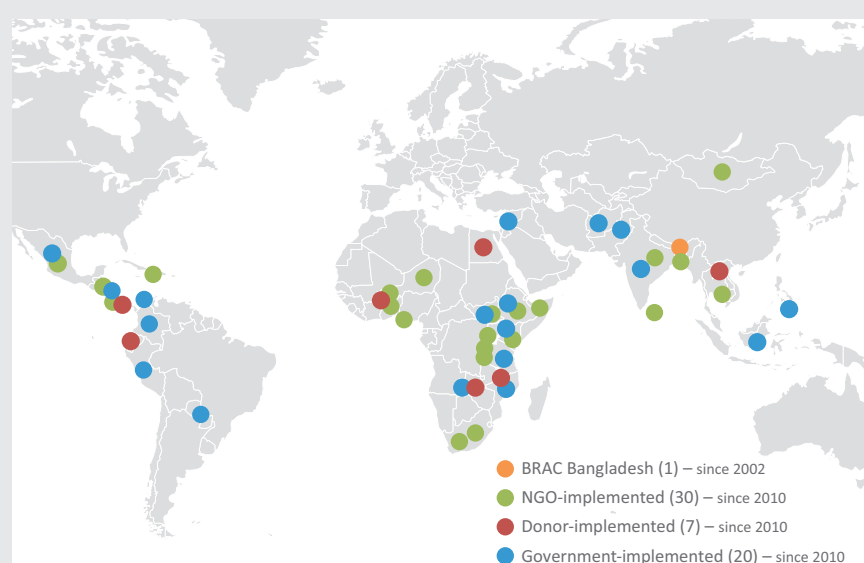 BRAC Bangladesh (1) – since 2002
NGO-implemented (30) – since 2010
Donor-implemented (7) – since 2010
Government-implemented (20) – since 2010